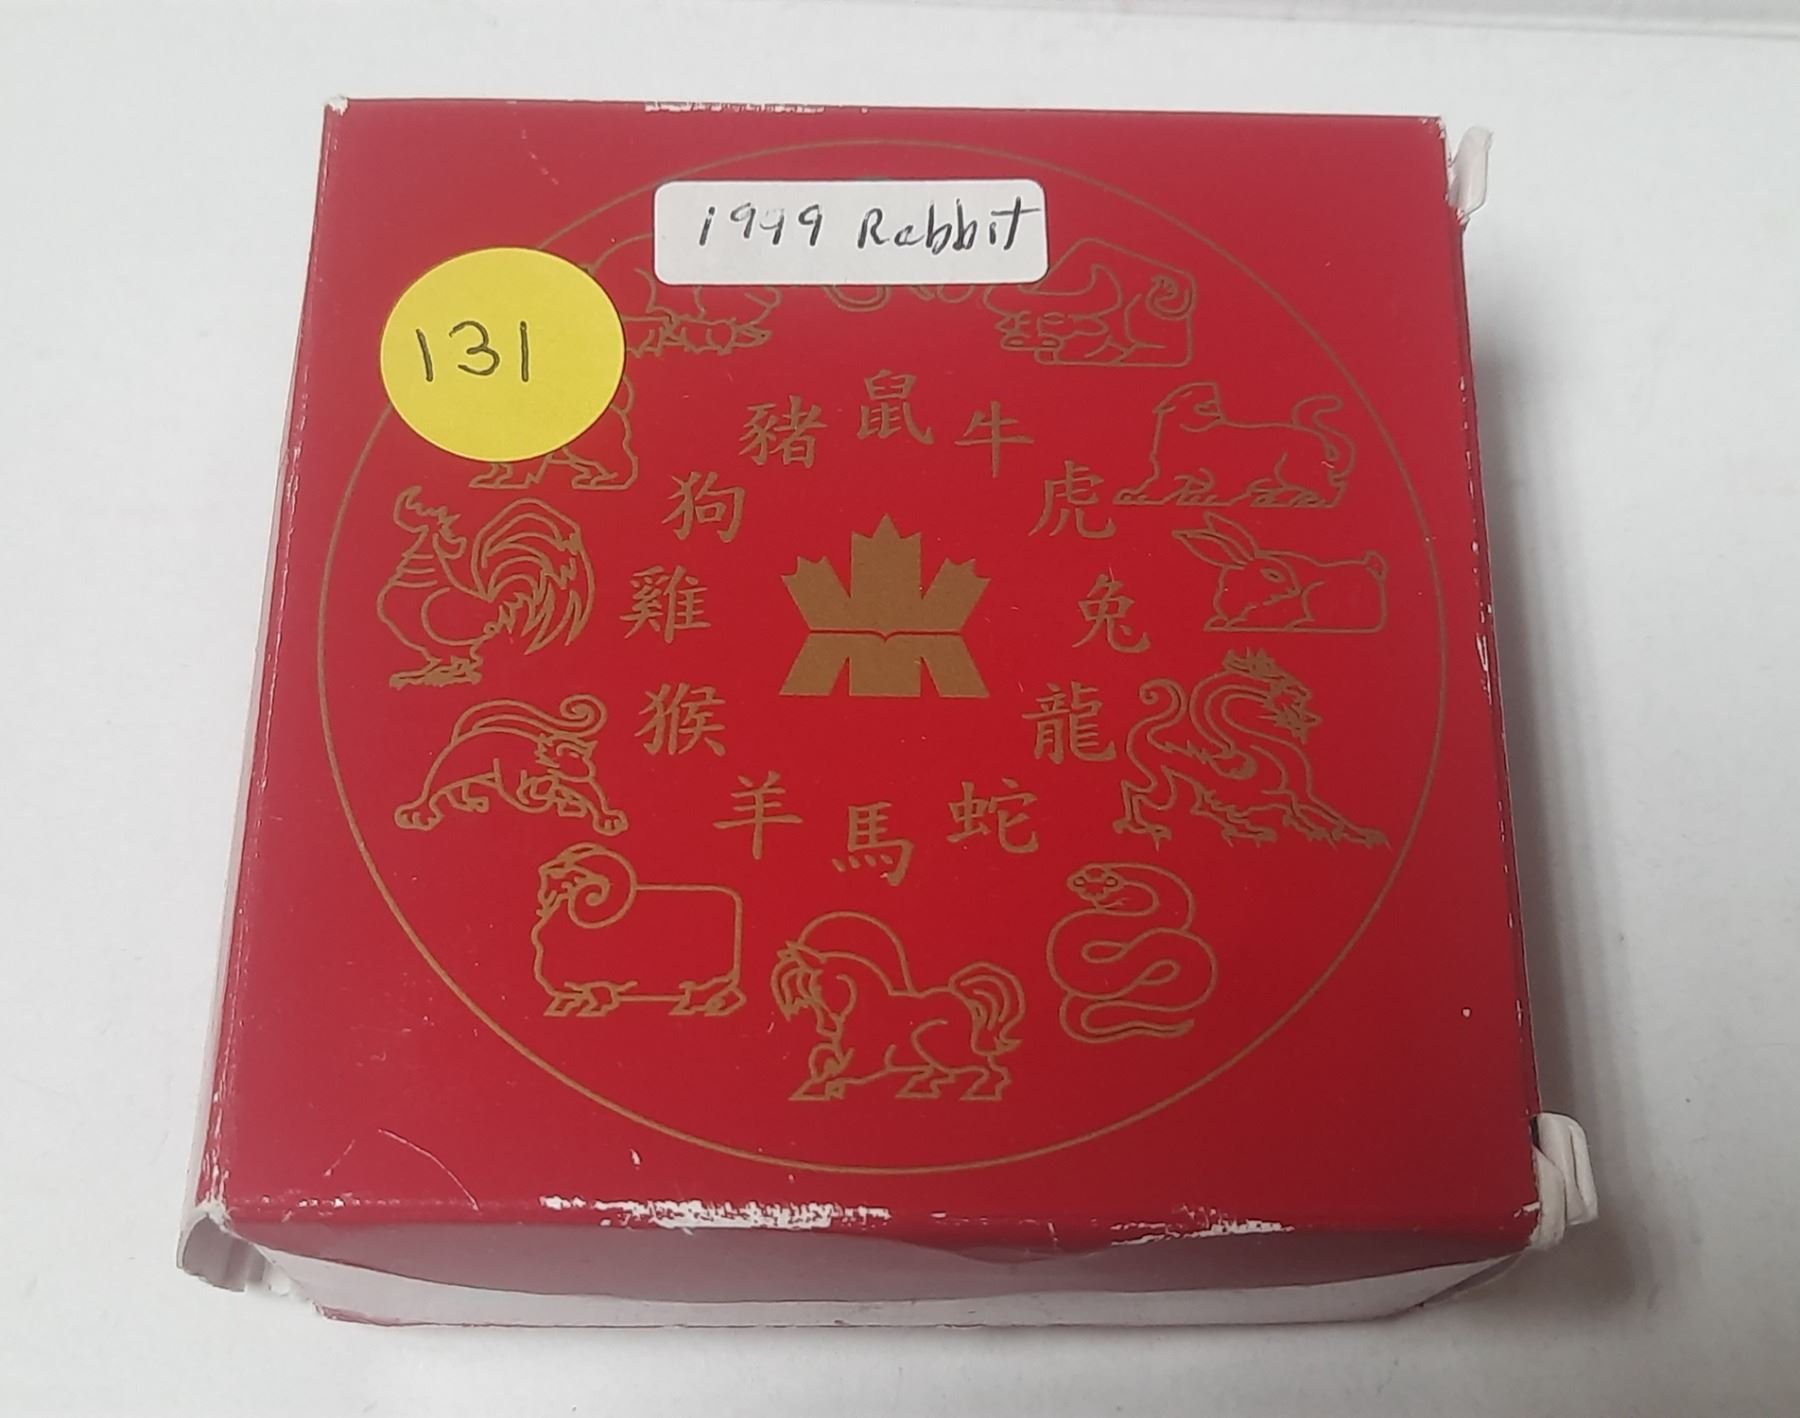 1999 Rabbit
131
鼠
牛
虎
兔
龍
蛇
馬
羊
猴
雞
狗
豬